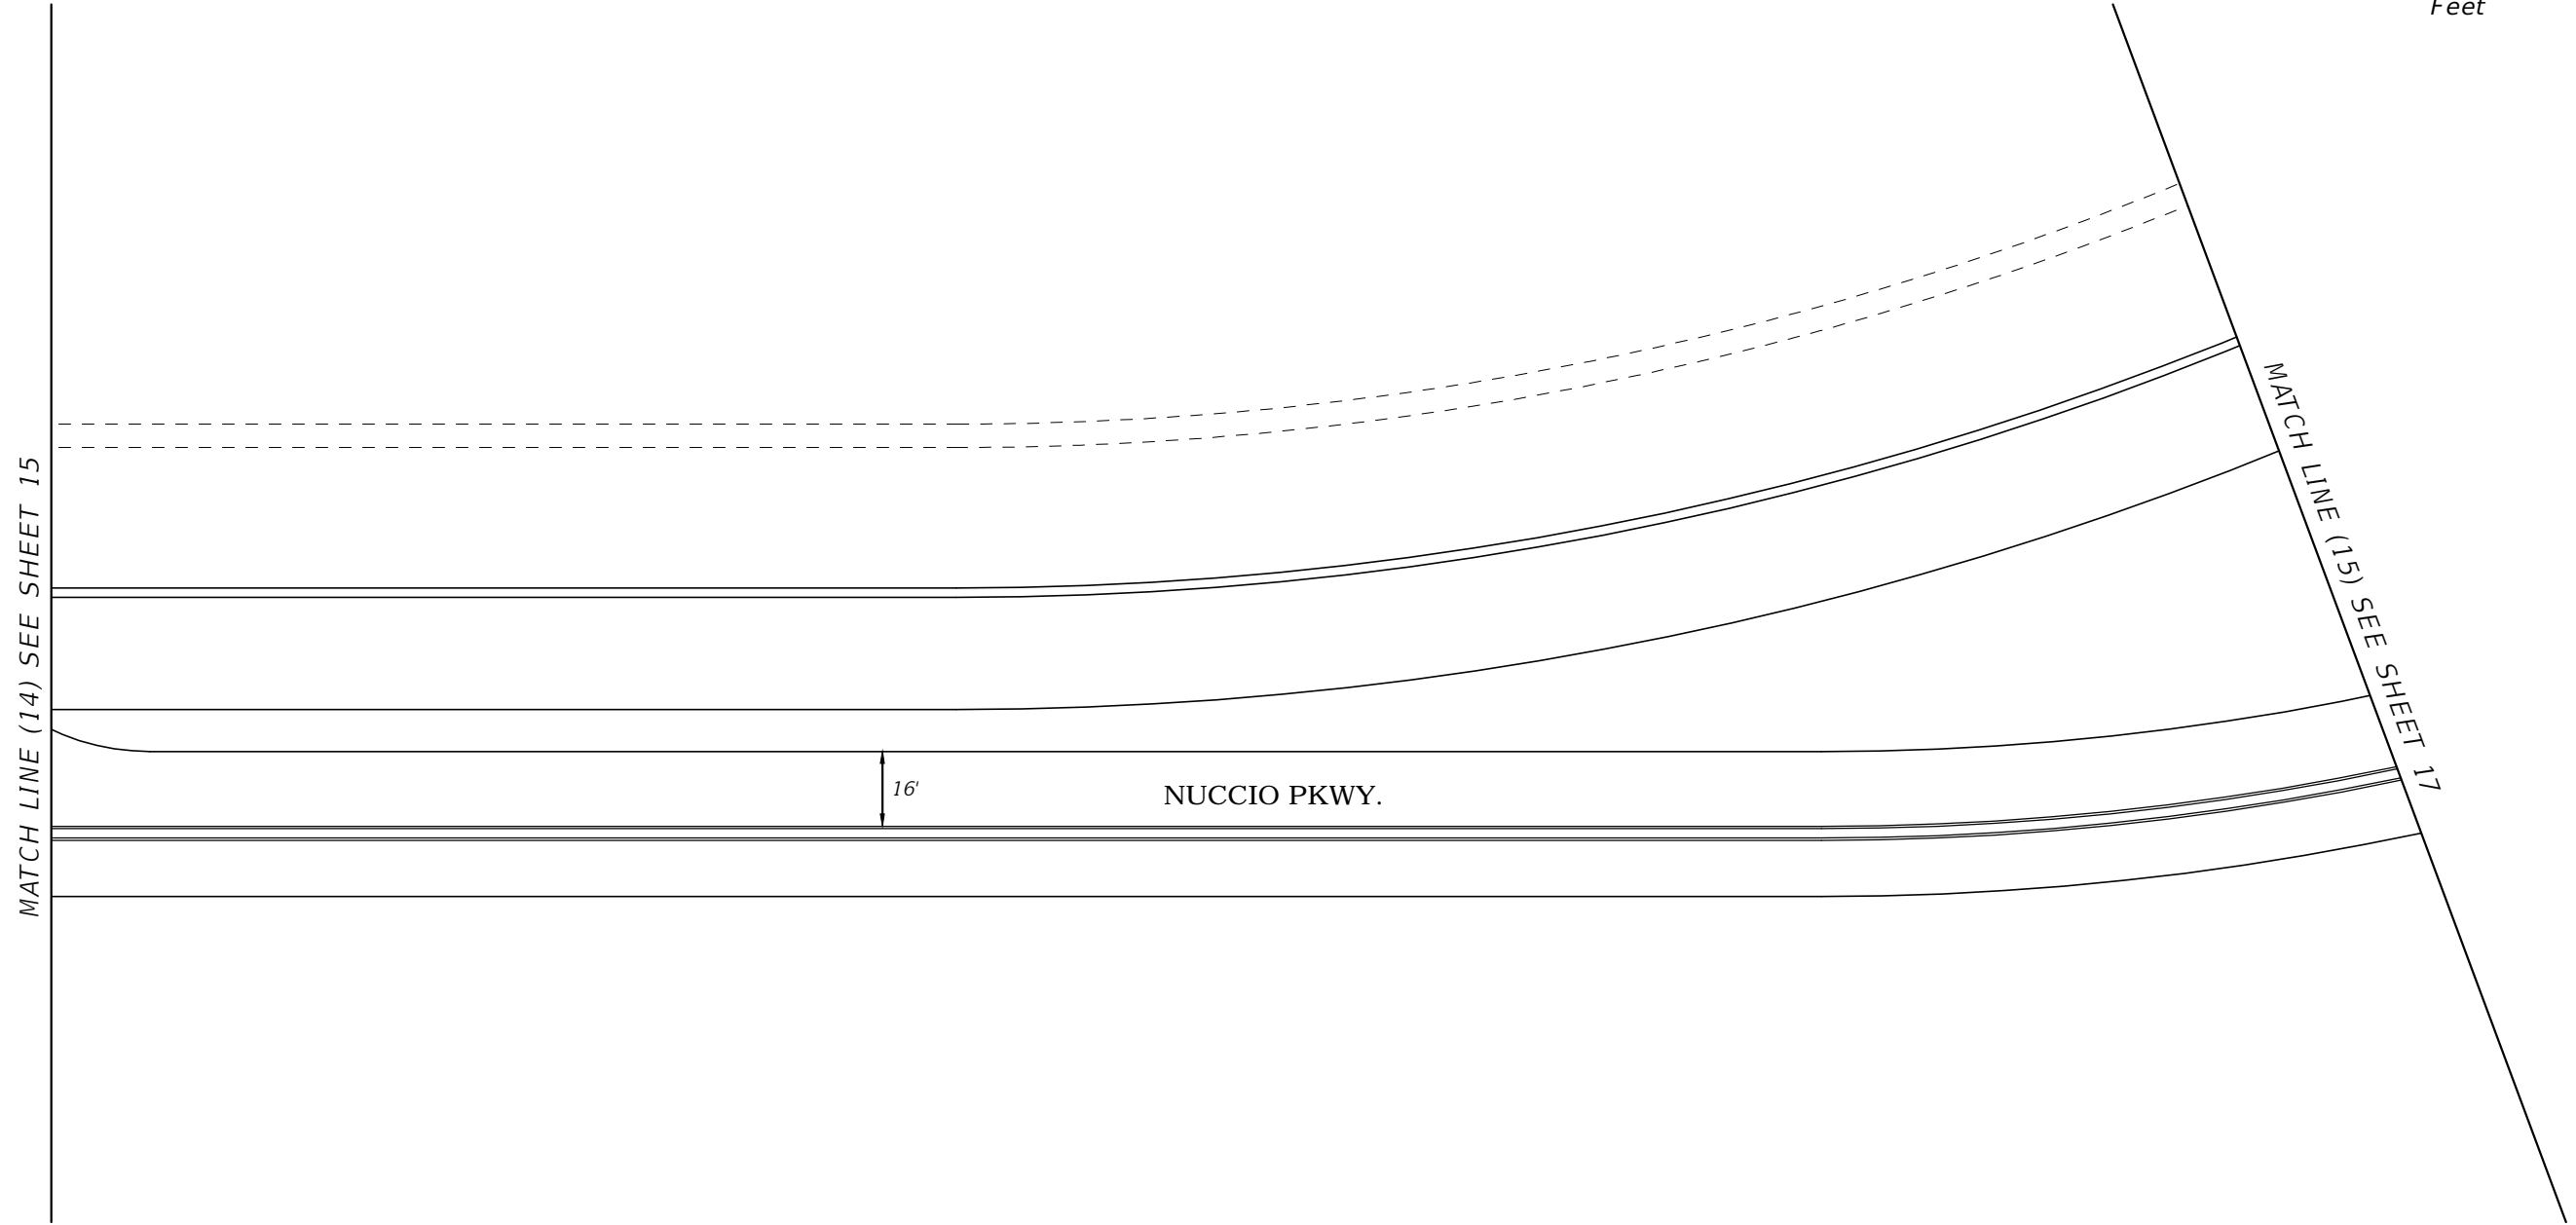 Feet
MATCH LINE (14) SEE SHEET 15
MATCH LINE (15) SEE SHEET 17
16'
NUCCIO PKWY.